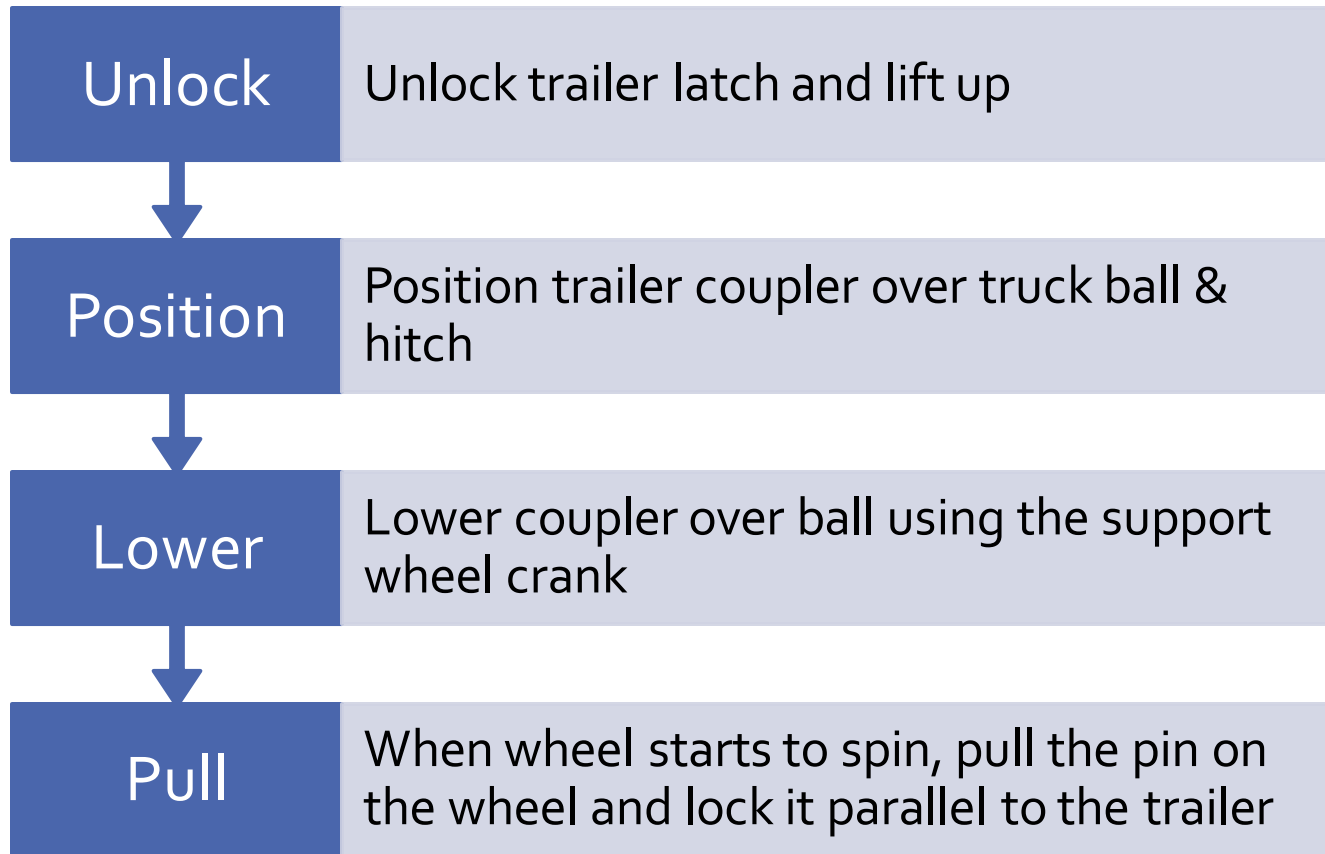 Unlock
Unlock trailer latch and lift up
Position
Position trailer coupler over truck ball &
hitch
Lower
Lower coupler over ball using the support
wheel crank
Pull
When wheel starts to spin, pull the pin on
the wheel and lock it parallel to the trailer